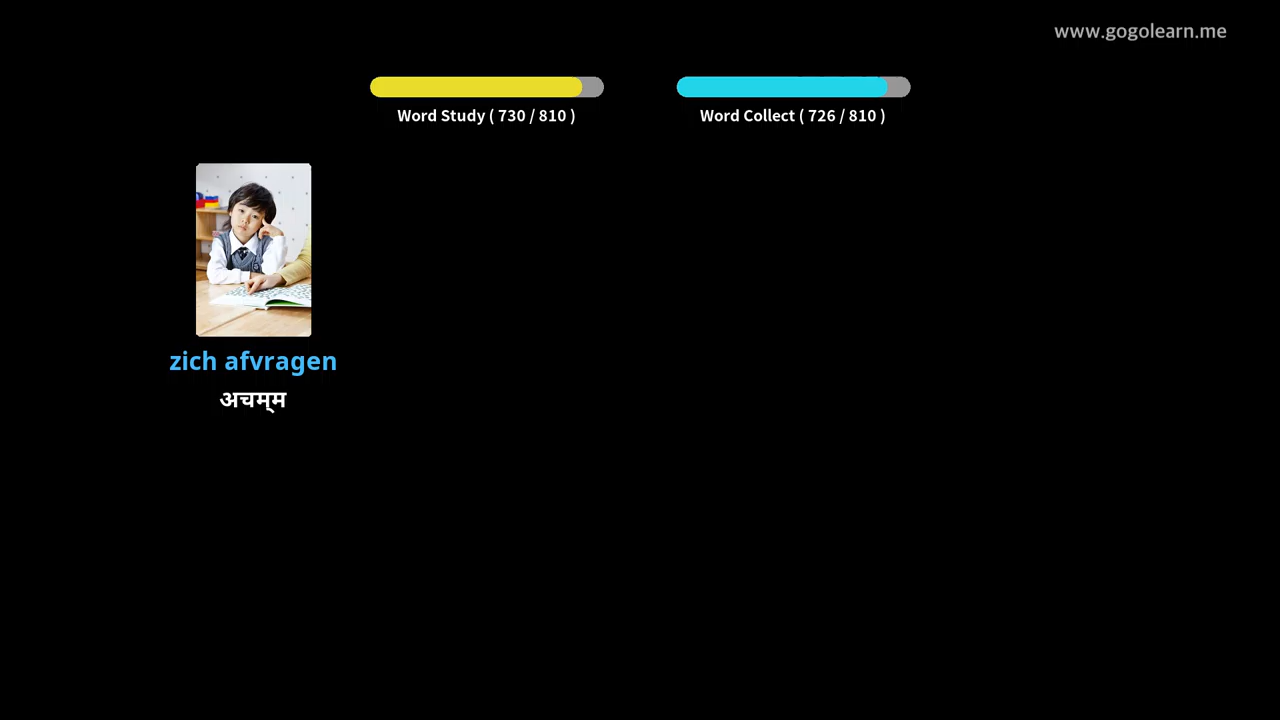 www.gogolearn.me
Word Study ( 730 / 810 )
Word Collect ( 726 / 810 )
zich afvragen
अचम्म